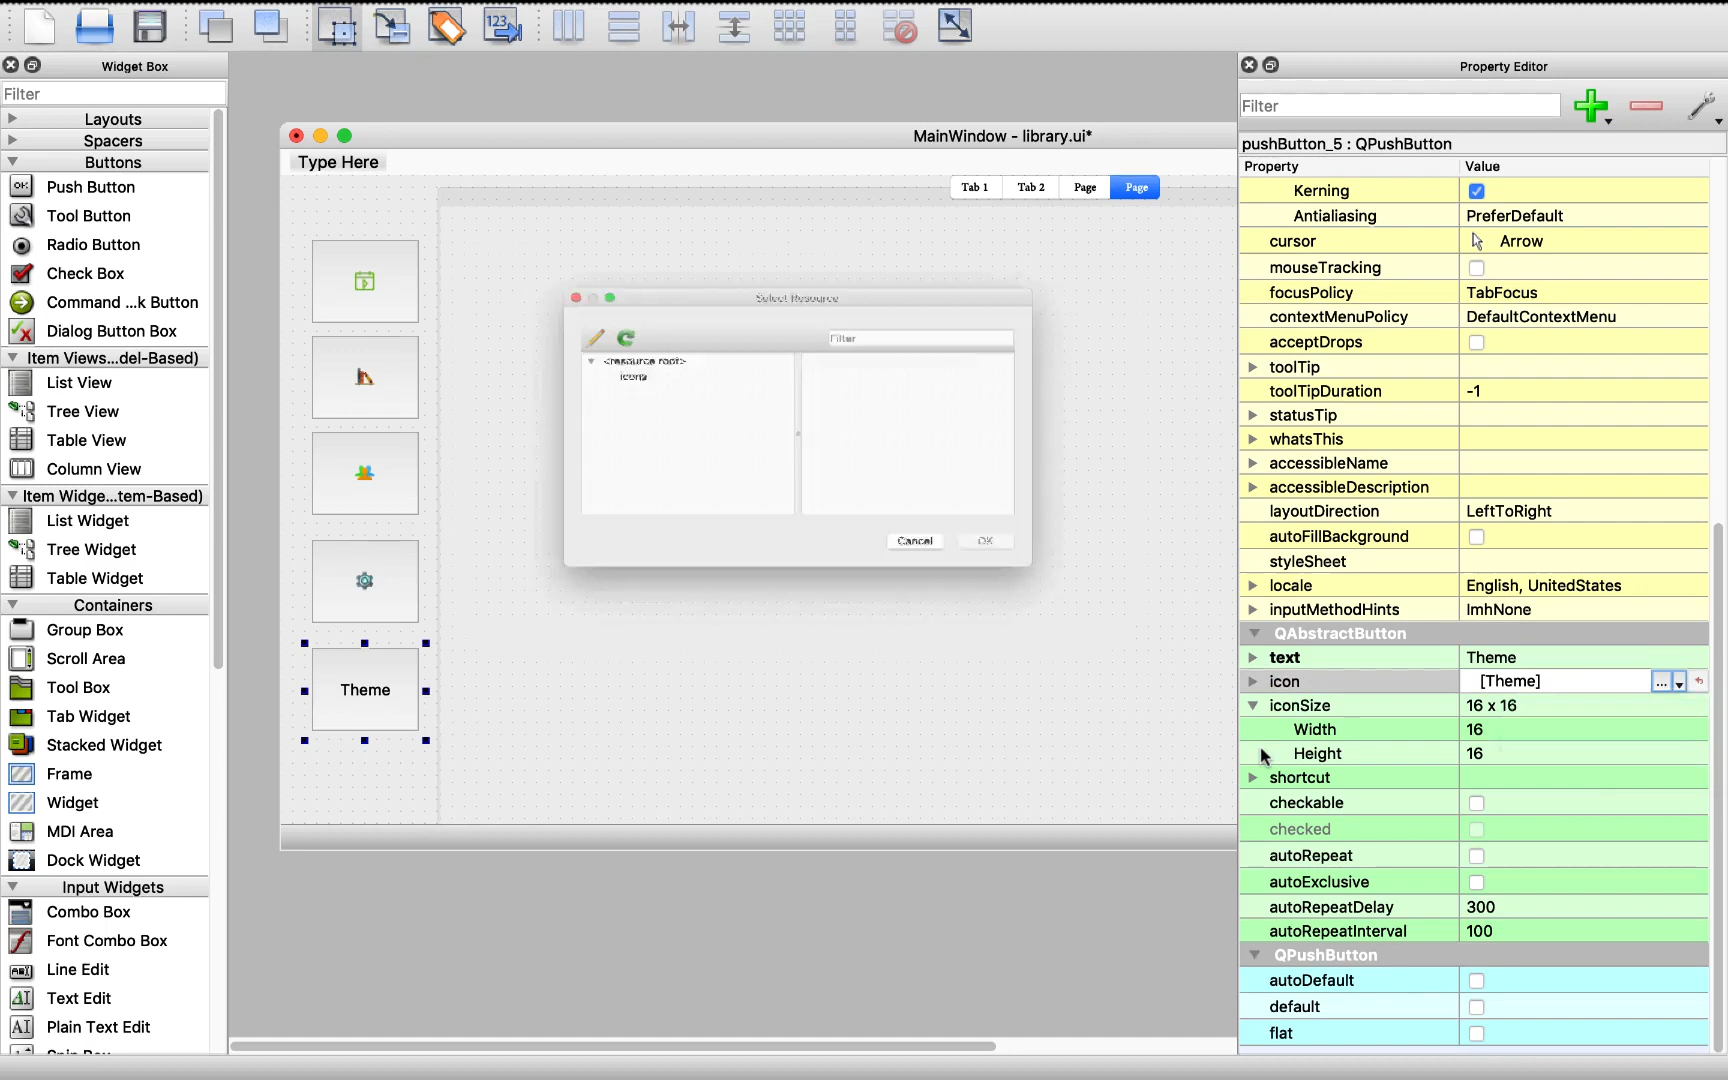 123
Widget Box
Property Editor
Filter
Filter
Layouts
Spacers
Buttons
Push Button
Tool Button
Radio Button
Check Box
Command ...k Button
Dialog Button Box
Item Views...del-Based)
List View
Tree View
Table View
Column View
Item Widge...tem-Based)
List Widget
Tree Widget
Table Widget
Containers
Group Box
Scroll Area
Tool Box
Tab Widget
Stacked Widget
Frame
Widget
MDI Area
Dock Widget
Input Widgets
Combo Box
Font Combo Box
Line Edit
Text Edit
Plain Text Edit
MainWindow - library.ui*
Type Here
Tab 1 Tab 2 Page Page
Select Resource
Filter
<resource root>
icons
Cancel OK
Theme
pushButton_5 : QPushButton
Property Value
Kerning
Antialiasing PreferDefault
cursor Arrow
mouseTracking
focusPolicy TabFocus
contextMenuPolicy DefaultContextMenu
acceptDrops
toolTip
toolTipDuration -1
statusTip
whatsThis
accessibleName
accessibleDescription
layoutDirection LeftToRight
autoFillBackground
styleSheet
locale English, UnitedStates
inputMethodHints ImhNone
QAbstractButton
text Theme
icon [Theme] ...
iconSize 16 x 16
Width 16
Height 16
shortcut
checkable
checked
autoRepeat
autoExclusive
autoRepeatDelay 300
autoRepeatInterval 100
QPushButton
autoDefault
default
flat